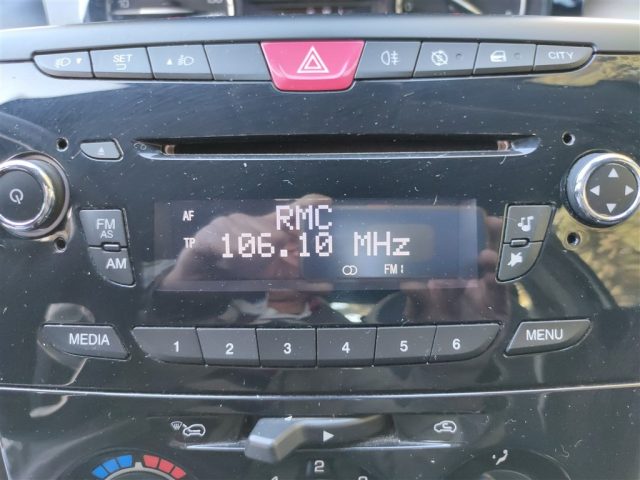 SET
CITY
AF
RMC
TP
106.10 MHz
FM1
FM
AS
AM
MEDIA
1 2 3 4 5 6
MENU
2